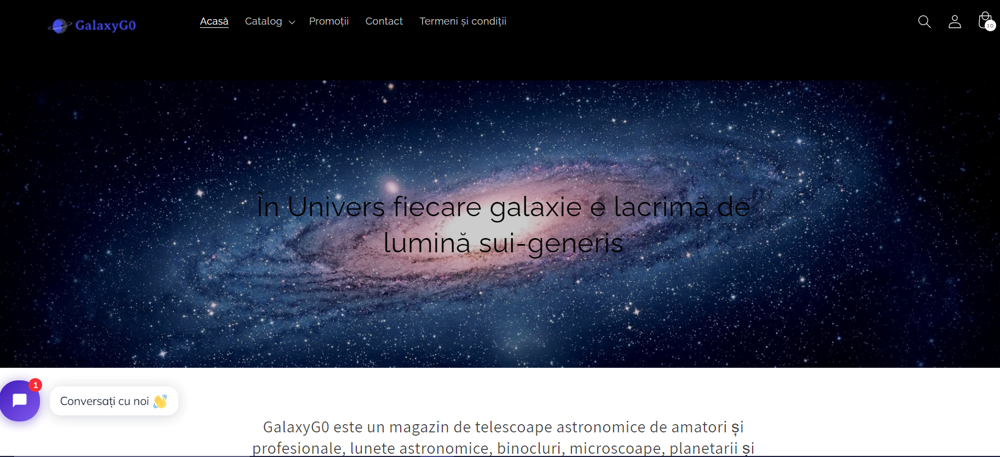 GalaxyG0
Acasă Catalog Promoții Contact Termeni și condiții
10
În Univers fiecare galaxie e lacrimă de
lumină sui-generis
1
Conversați cu noi 👋
GalaxyG0 este un magazin de telescoape astronomice de amatori și
profesionale, lunete astronomice, binocluri, microscoape, planetarii și